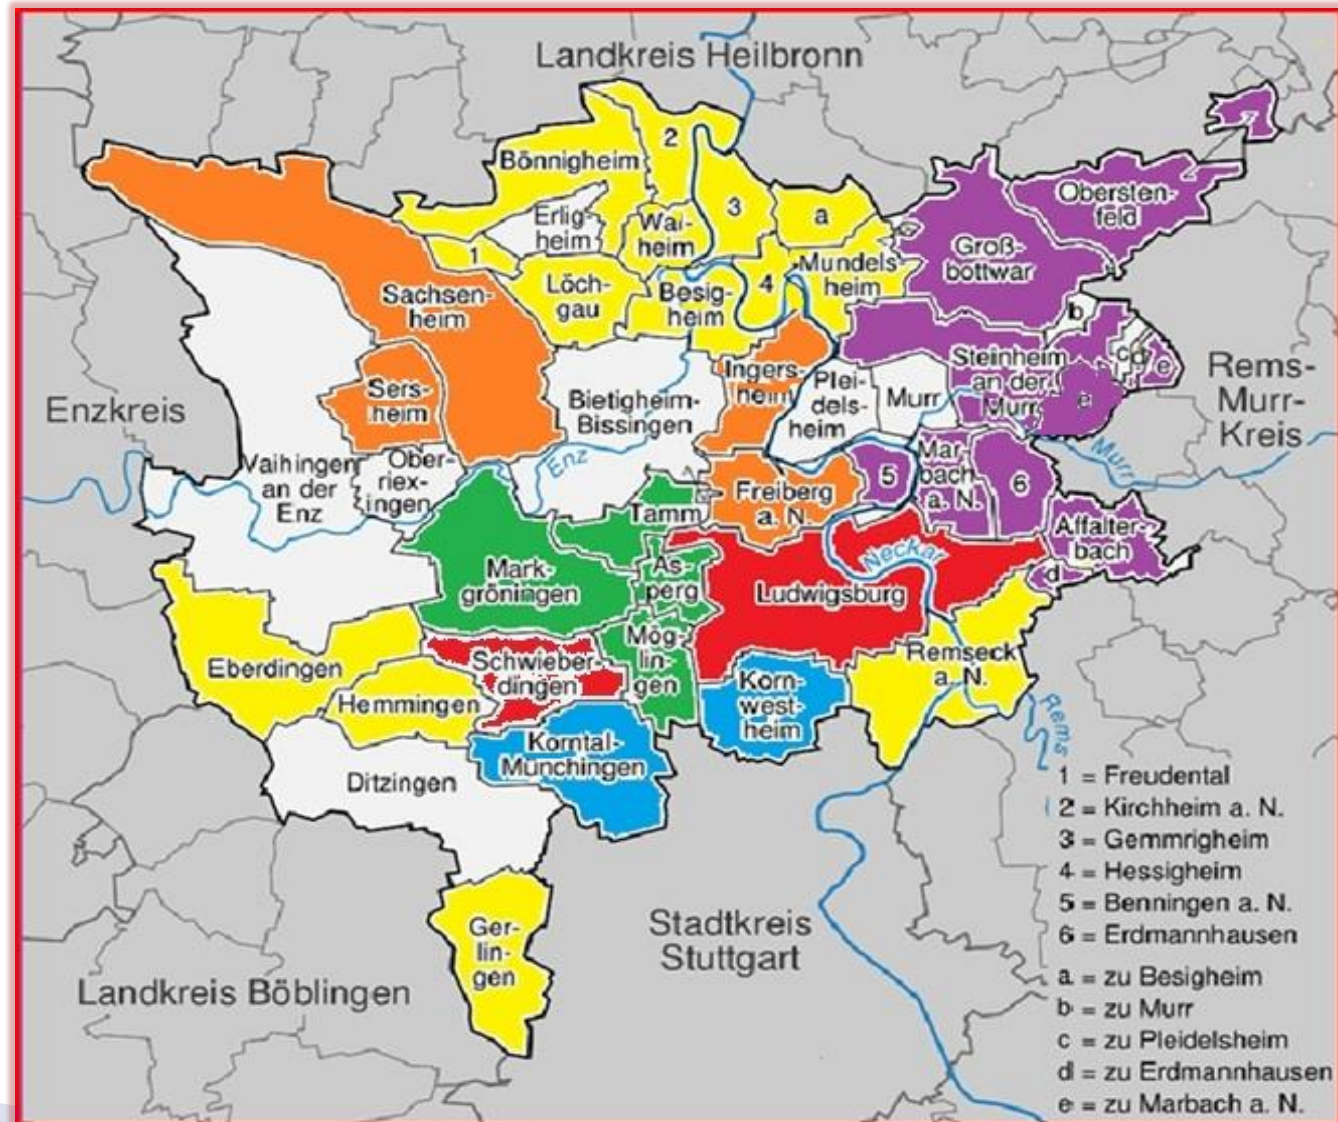 Landkreis Heilbronn
2
Bönnigheim
Z
Z
Obersten-
feld
3
a
Erlig-
heim
Wal-
heim
Groß-
bottwar
1
Mundels-
heim
Löch-
gau
Besig-
heim
4
Sachsen-
heim
b
Steinheim
an der
Murr
c
d
e
Rems-
Murr-
Kreis
Ingers-
heim
Plei-
dels-
heim
Murr
e
Enzkreis
Sers-
heim
Bietigheim-
Bissingen
Murr
Vaihingen
an der
Enz
Ober-
riex-
ingen
Enz
Mar-
bach
a. N.
5
6
Freiberg
a. N.
Tamm
Affalter-
bach
Neckar
d
Mark-
gröningen
As-
perg
Ludwigsburg
Mög-
lin-
gen
Eberdingen
Schwieber-
dingen
Remseck
a. N.
Hemmingen
Korn-
west-
heim
Rems
Korntal-
Münchingen
Ditzingen
Ger-
lin-
gen
Stadtkreis
Stuttgart
Landkreis Böblingen
1 = Freudental
2 = Kirchheim a. N.
3 = Gemmrigheim
4 = Hessigheim
5 = Benningen a. N.
6 = Erdmannhausen
a = zu Besigheim
b = zu Murr
c = zu Pleidelsheim
d = zu Erdmannhausen
e = zu Marbach a. N.